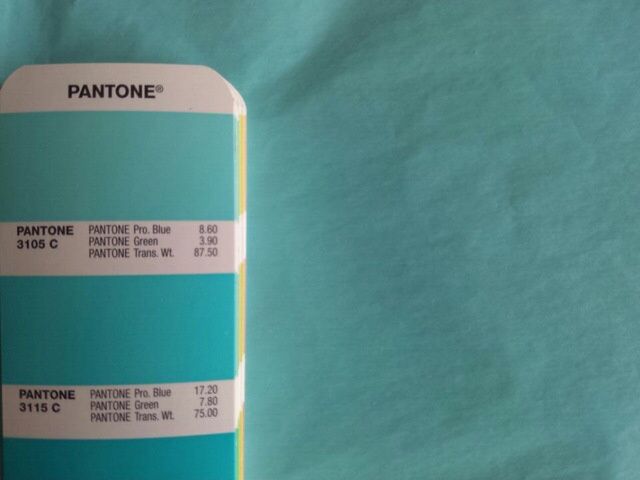 PANTONE®
PANTONE PANTONE Pro. Blue 8.60
3105 C PANTONE Green 3.90
PANTONE Trans. Wt. 87.50
PANTONE PANTONE Pro. Blue 17.20
3115 C PANTONE Green 7.80
PANTONE Trans. Wt. 75.00